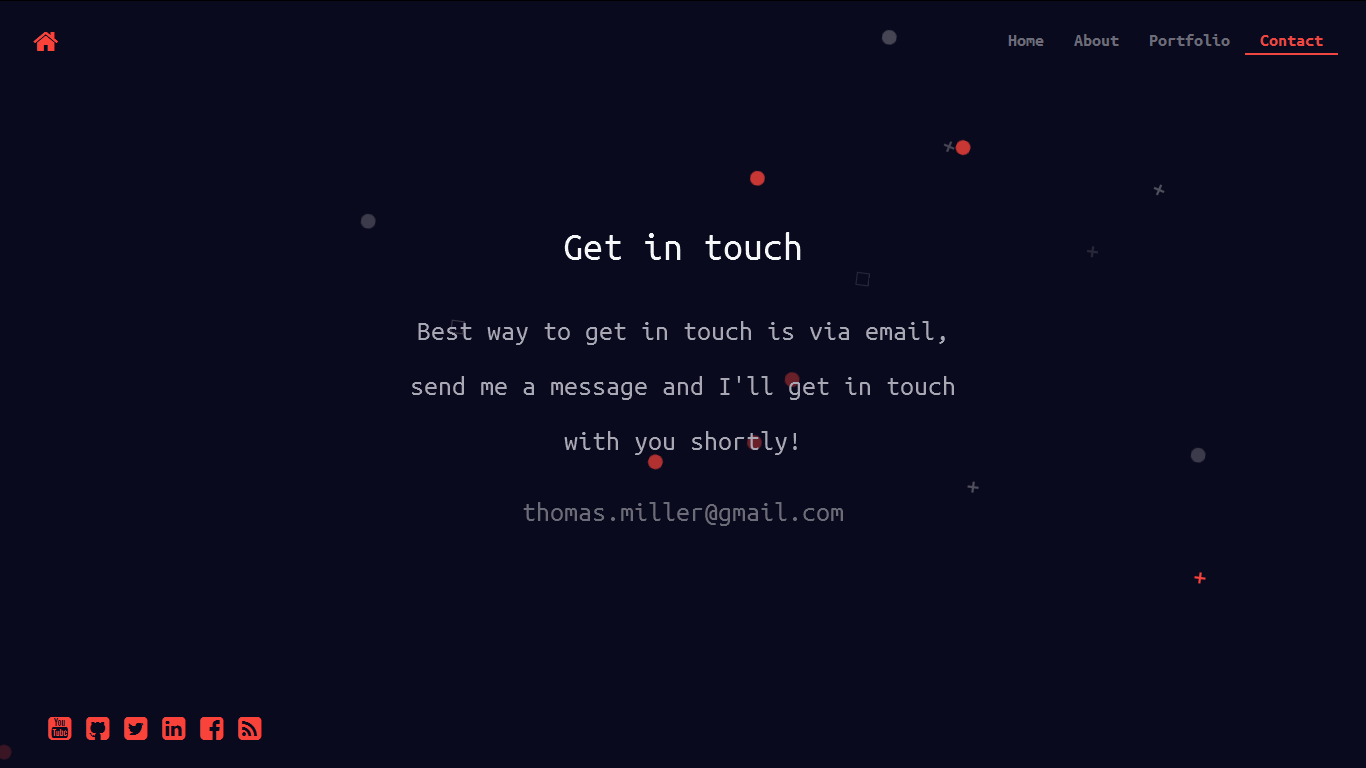 Home About Portfolio Contact
Get in touch
Best way to get in touch is via email,
send me a message and I'll get in touch
with you shortly!
thomas.miller@gmail.com
You Tube in